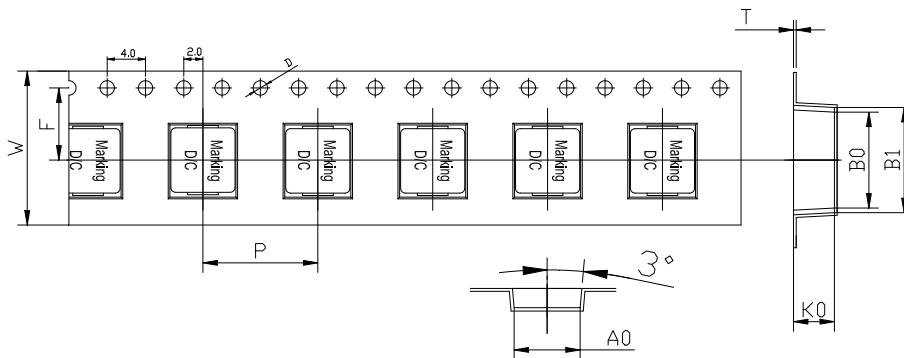 4.0
2.0
D
T
F
W
Marking
D/C
Marking
D/C
Marking
D/C
Marking
D/C
Marking
D/C
Marking
D/C
B0
B1
P
3°
K0
A0